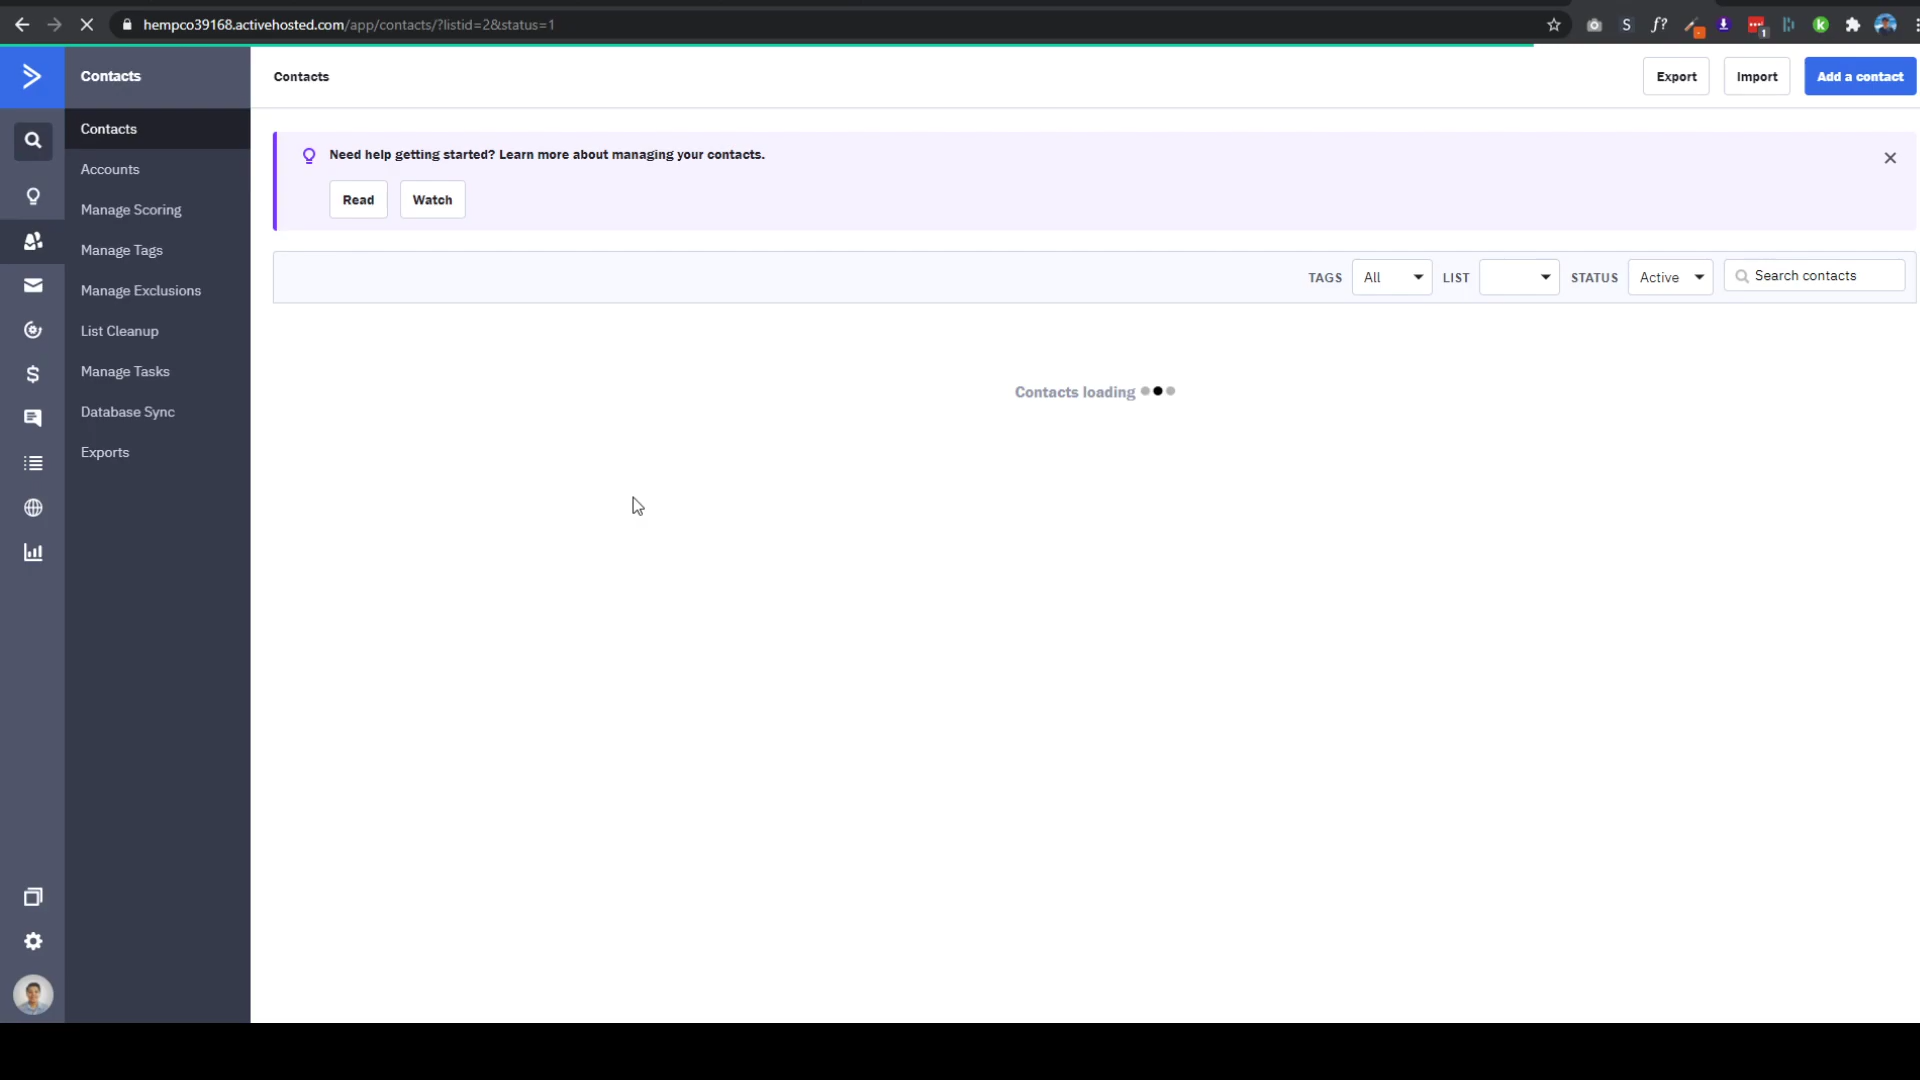 hempco39168.activehosted.com/app/contacts/?listid=2&status=1
S
f?
1
k
Contacts
Contacts
Export
Import
Add a contact
Contacts
Accounts
Manage Scoring
Manage Tags
Manage Exclusions
List Cleanup
Manage Tasks
Database Sync
Exports
Need help getting started? Learn more about managing your contacts.
Read
Watch
TAGS
All
LIST
STATUS
Active
Search contacts
Contacts loading